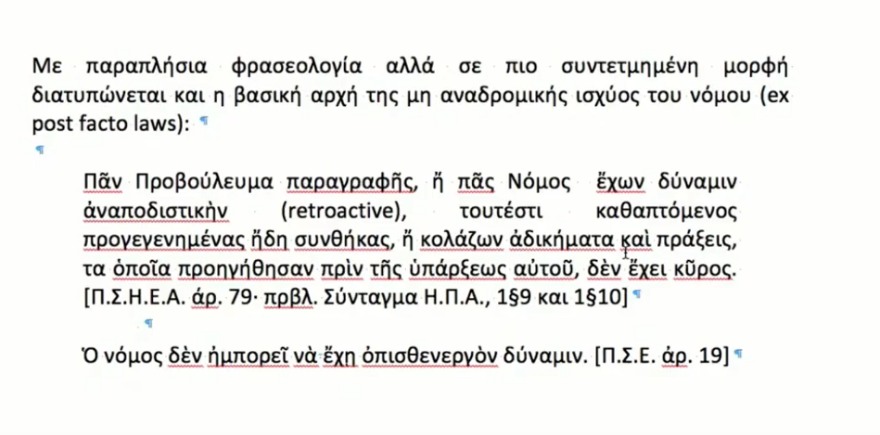 Με παραπλήσια φρασεολογία αλλά σε πιο συντετμημένη μορφή
διατυπώνεται και η βασική αρχή της μη αναδρομικής ισχύος του νόμου (ex
post facto laws): ¶
¶
Πᾶν Προβούλευμα παραγραφῆς, ἤ πᾶς Νόμος ἔχων δύναμιν
ἀναποδιστικὴν (retroactive), τουτέστι καθαπτόμενος
προγεγενημένας ἤδη συνθήκας, ἤ κολάζων ἀδικήματα καὶ πράξεις,
τα ὁποῖα προηγήθησαν πρὶν τῆς ὑπάρξεως αὐτοῦ, δὲν ἔχει κῦρος.
[Π.Σ.Η.Ε.Α. ἀρ. 79· πρβλ. Σύνταγμα Η.Π.Α., 1§9 και 1§10] ¶
¶
Ὁ νόμος δὲν ἠμπορεῖ νὰ ἔχῃ ὀπισθενεργὸν δύναμιν. [Π.Σ.Ε. ἀρ. 19] ¶